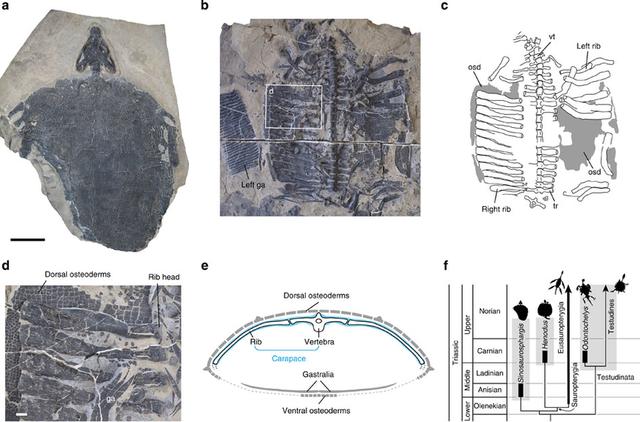 a
b
d
Left ga
c
vt
Left rib
osd
osd
Right rib
tr
d
Dorsal osteoderms
Rib head
ga
e
Dorsal osteoderms
Rib
Vertebra
Carapace
Gastralia
Ventral osteoderms
f
Triassic
Upper
Middle
Lower
Norian
Carnian
Ladinian
Anisian
Olenekian
Sinosaurosphargis
Henodus
Eusauropterygia
Sauropterygia
Odontochelys
Testudines
Testudinata